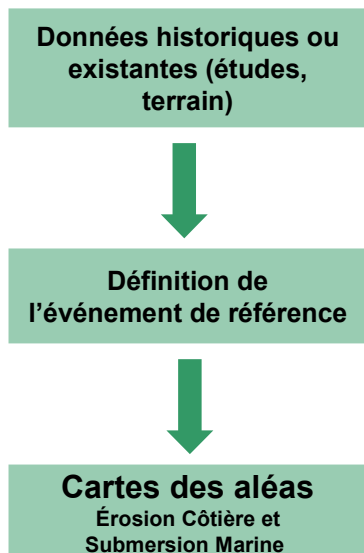 Données historiques ou
existantes (études,
terrain)
Définition de
l’événement de référence
Cartes des aléas
Érosion Côtière et
Submersion Marine